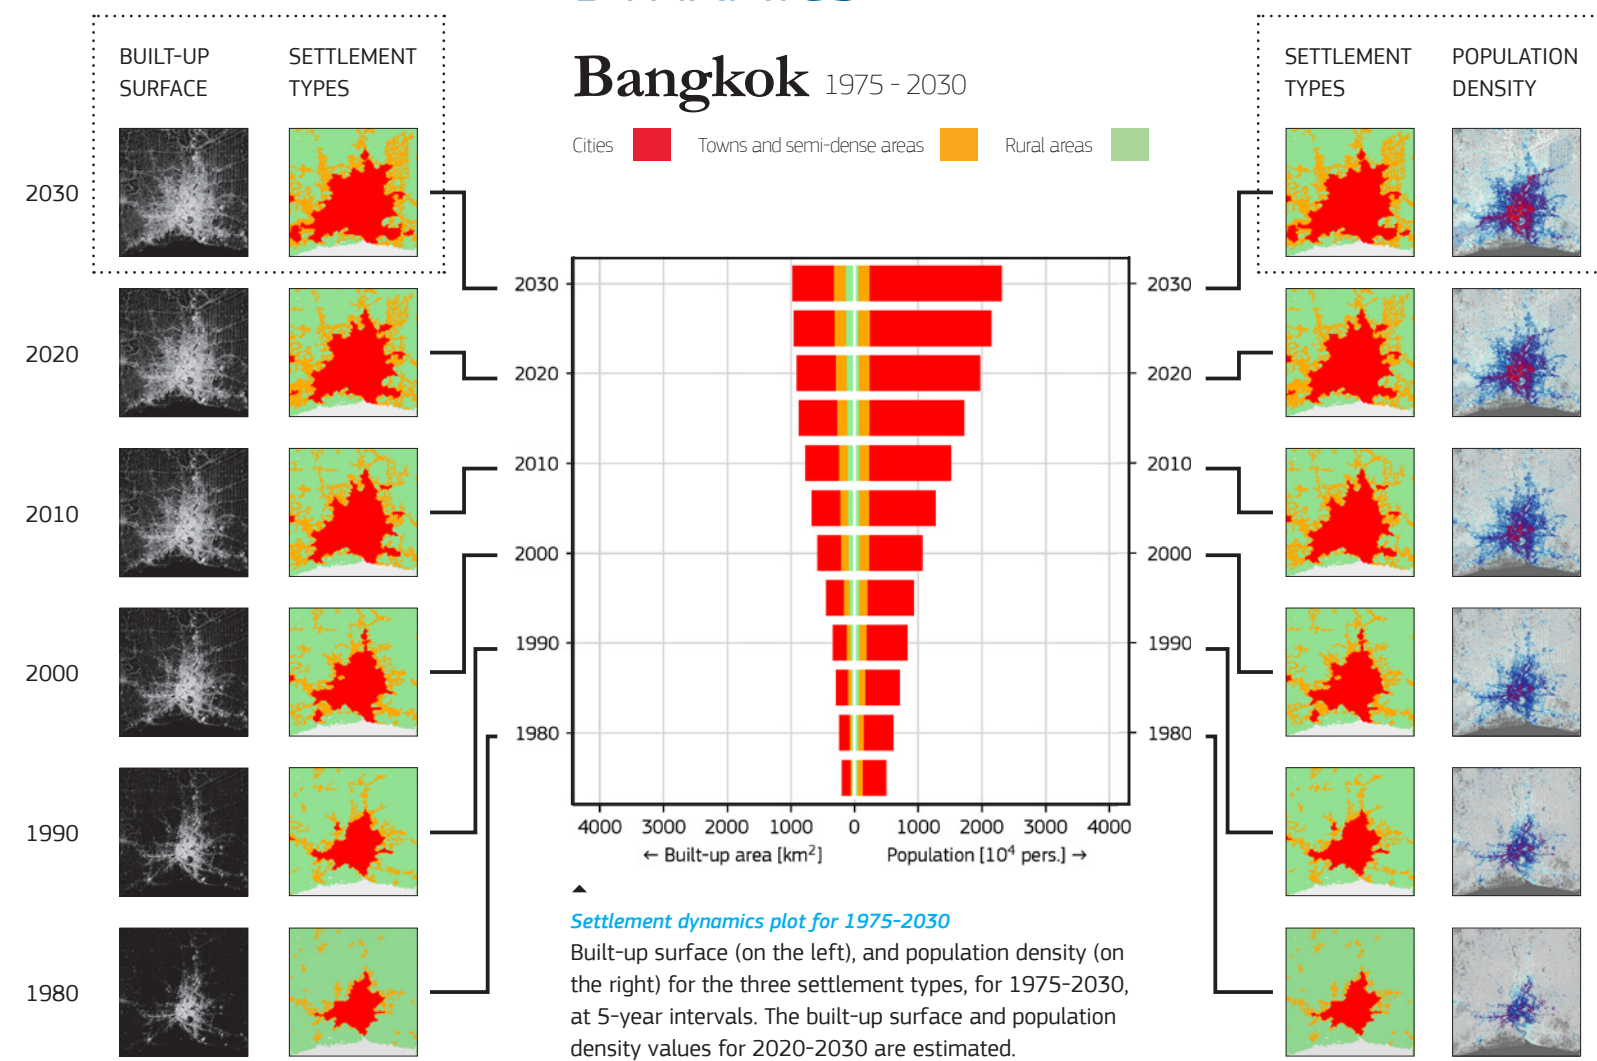 BUILT-UP
SURFACE
SETTLEMENT
TYPES
Bangkok 1975 - 2030
Cities
Towns and semi-dense areas
Rural areas
SETTLEMENT
TYPES
POPULATION
DENSITY
2030
2020
2010
2000
1990
1980
2030
2020
2010
2000
1990
1980
2030
2020
2010
2000
1990
1980
4000 3000 2000 1000 0 1000 2000 3000 4000
← Built-up area [km²]
Population [10⁴ pers.] →
Settlement dynamics plot for 1975-2030
Built-up surface (on the left), and population density (on
the right) for the three settlement types, for 1975-2030,
at 5-year intervals. The built-up surface and population
density values for 2020-2030 are estimated.